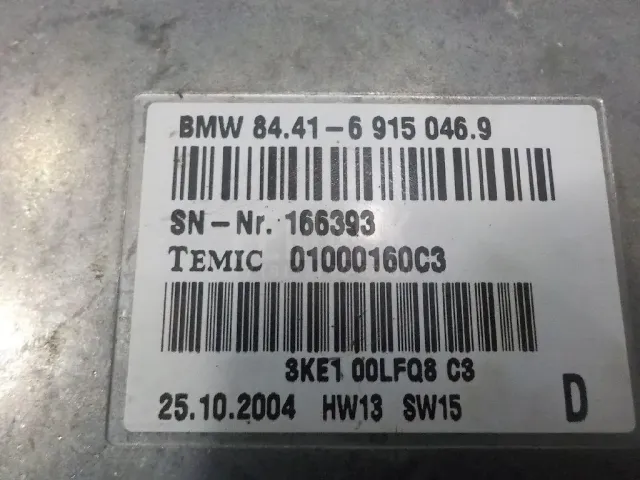 BMW 84.41-6 915 046.9
SN-Nr. 166393
TEMIC 01000160C3
3KE1 00LFQ8 C3
25.10.2004 HW13 SW15 D